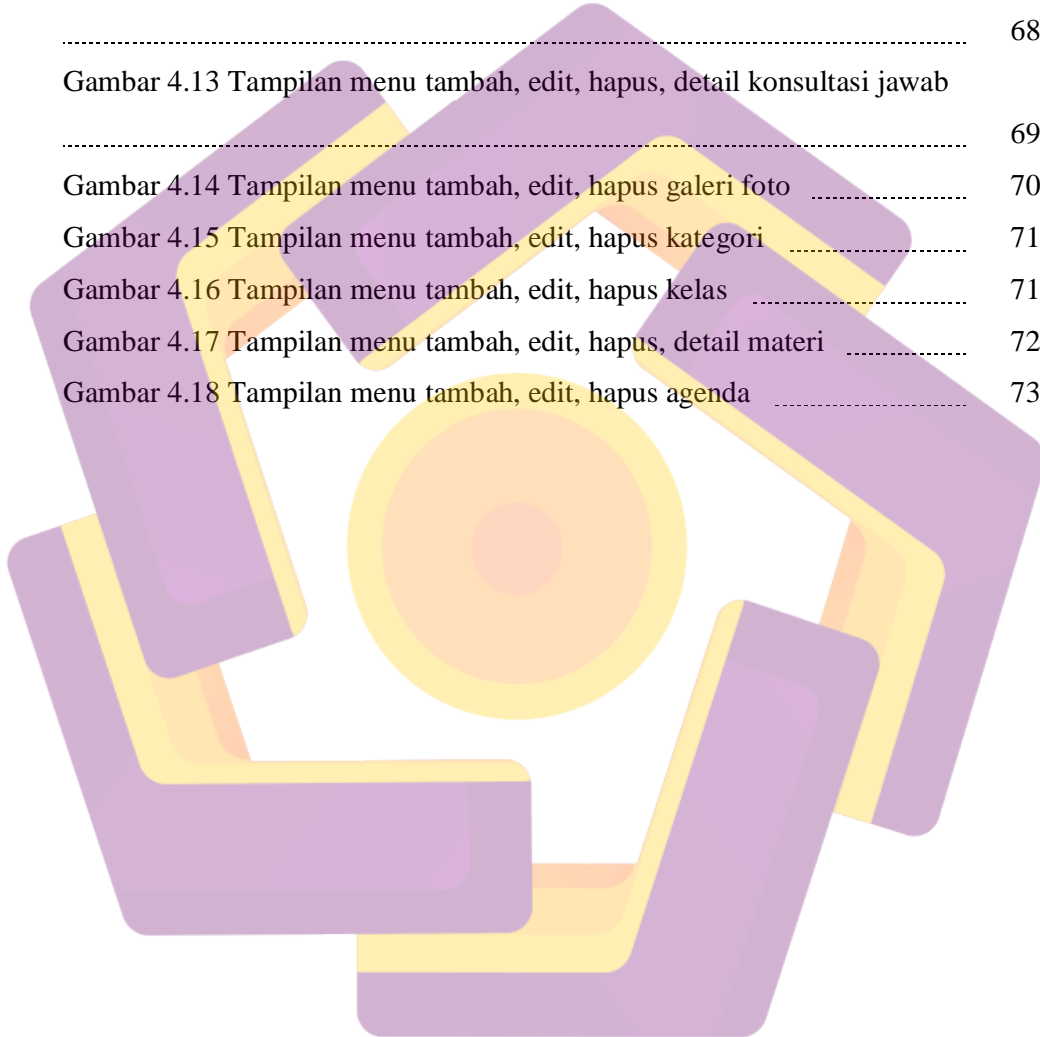 68
Gambar 4.13 Tampilan menu tambah, edit, hapus, detail konsultasi jawab
69
Gambar 4.14 Tampilan menu tambah, edit, hapus galeri foto 70
Gambar 4.15 Tampilan menu tambah, edit, hapus kategori 71
Gambar 4.16 Tampilan menu tambah, edit, hapus kelas 71
Gambar 4.17 Tampilan menu tambah, edit, hapus, detail materi 72
Gambar 4.18 Tampilan menu tambah, edit, hapus agenda 73